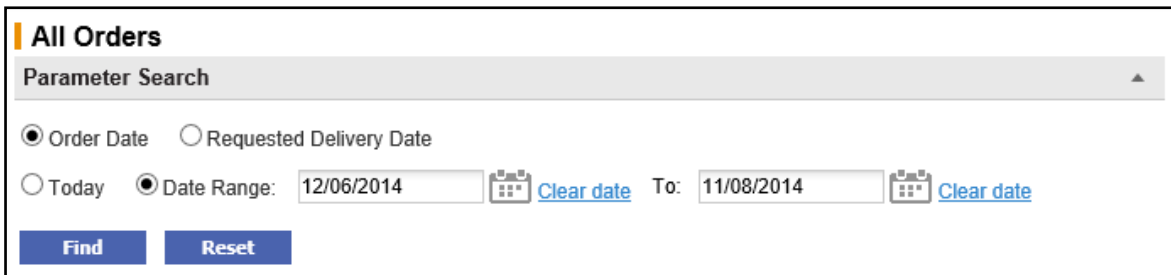 All Orders
Parameter Search
Order Date Requested Delivery Date
Today Date Range: 12/06/2014 Clear date To: 11/08/2014 Clear date
Find Reset